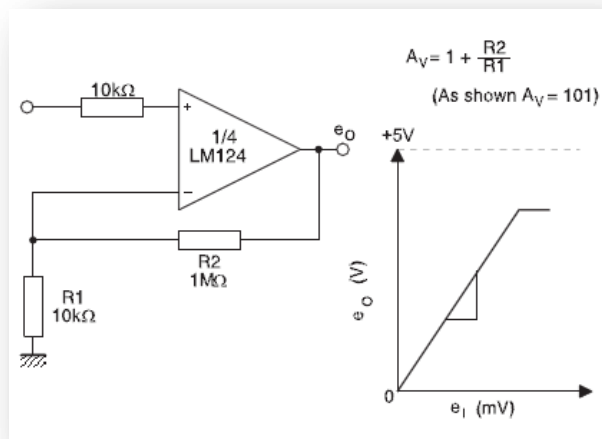 A_V = 1 + R2/R1
(As shown A_V = 101)
10kΩ
+
1/4
LM124
−
e_O
R2
1MΩ
R1
10kΩ
+5V
e_O (V)
0
e_I (mV)